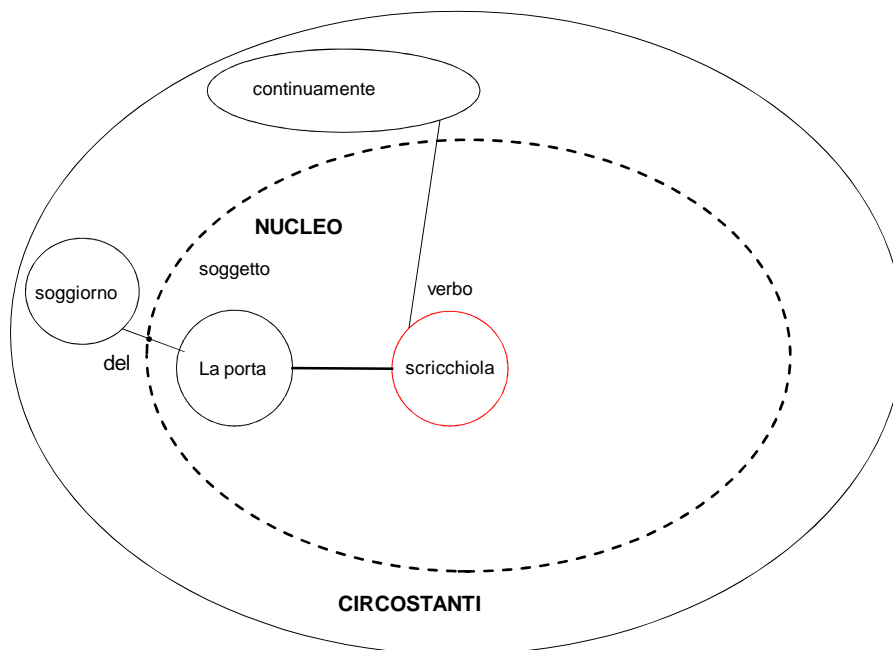 continuamente
NUCLEO
soggetto
soggiorno
verbo
del
La porta
scricchiola
CIRCOSTANTI